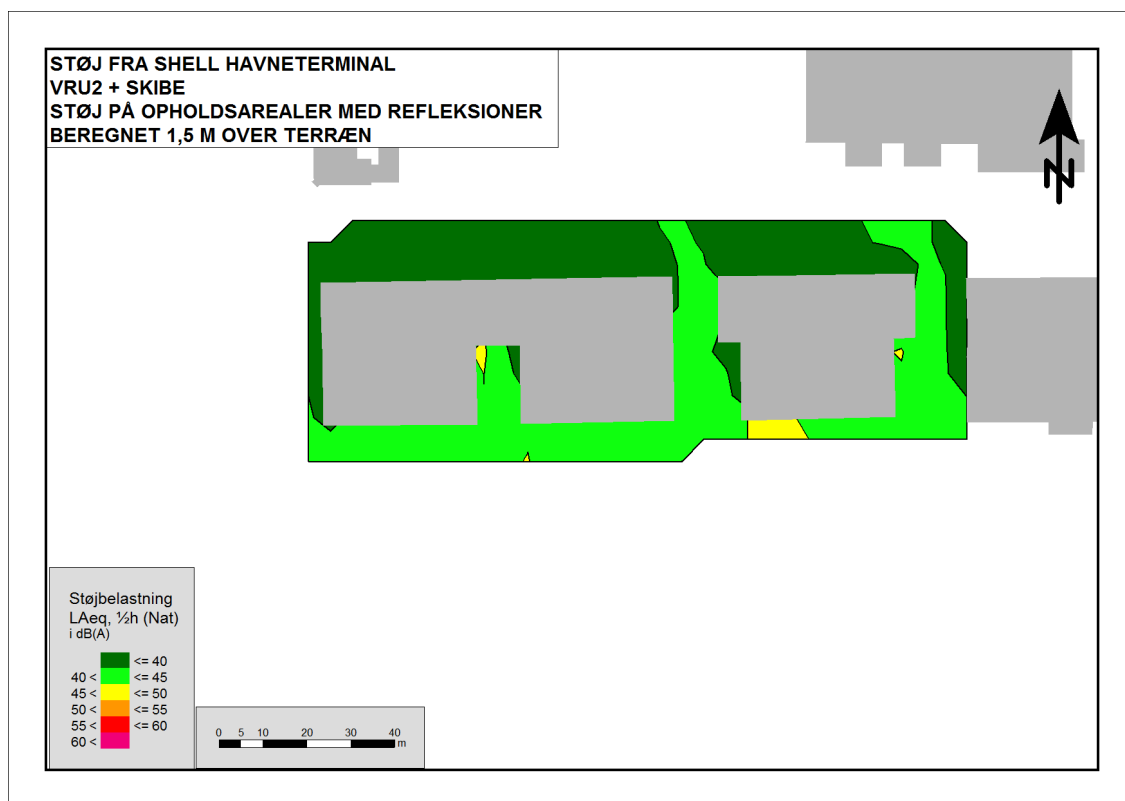 STØJ FRA SHELL HAVNETERMINAL
VRU2 + SKIBE
STØJ PÅ OPHOLDSAREALER MED REFLEKSIONER
BEREGNET 1,5 M OVER TERRÆN
N
Støjbelastning
LAeq, ½h (Nat)
i dB(A)
<= 40
40 < <= 45
45 < <= 50
50 < <= 55
55 < <= 60
60 <
0 5 10 20 30 40
m